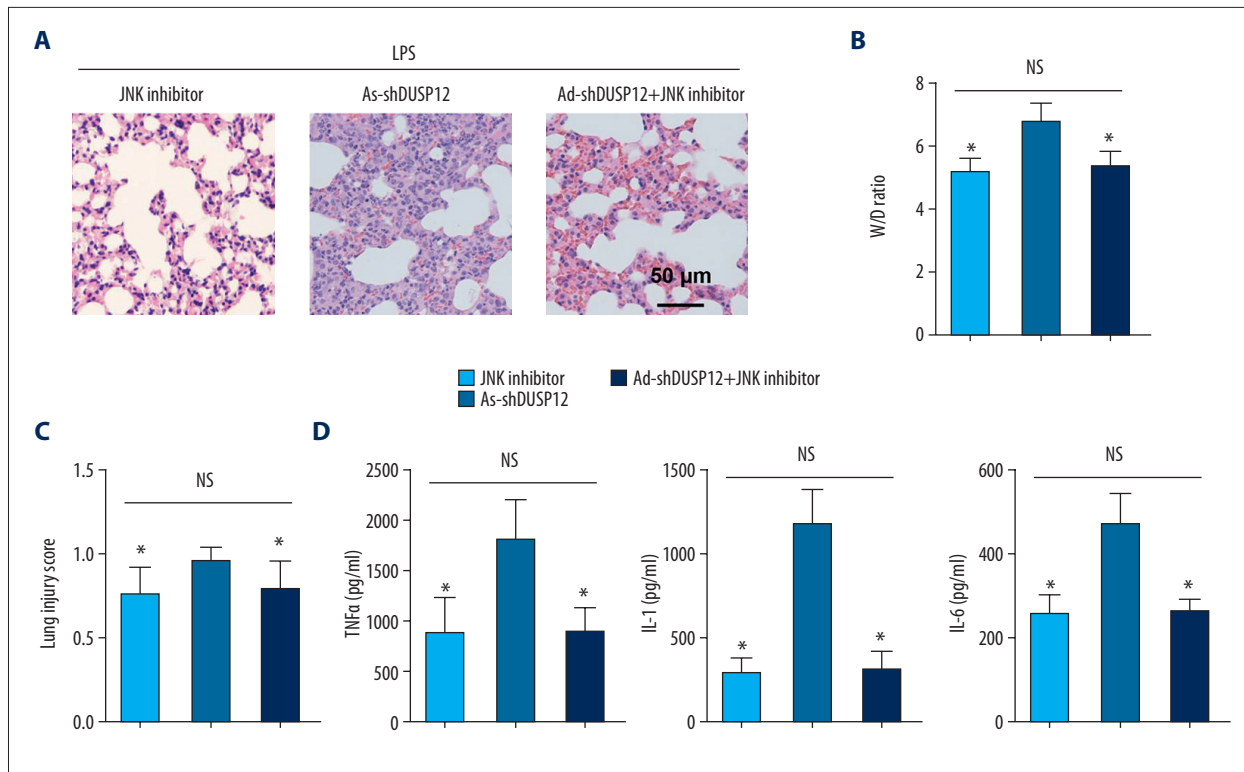 A
LPS
JNK inhibitor
As-shDUSP12
Ad-shDUSP12+JNK inhibitor
50 µm
B
NS
8
6
4
2
0
W/D ratio
*
*
JNK inhibitor
Ad-shDUSP12+JNK inhibitor
As-shDUSP12
C
NS
1.5
1.0
0.5
0.0
Lung injury score
*
*
D
NS
2500
2000
1500
1000
500
0
TNFα (pg/ml)
*
*
NS
1500
1000
500
0
IL-1 (pg/ml)
*
*
NS
600
400
200
0
IL-6 (pg/ml)
*
*